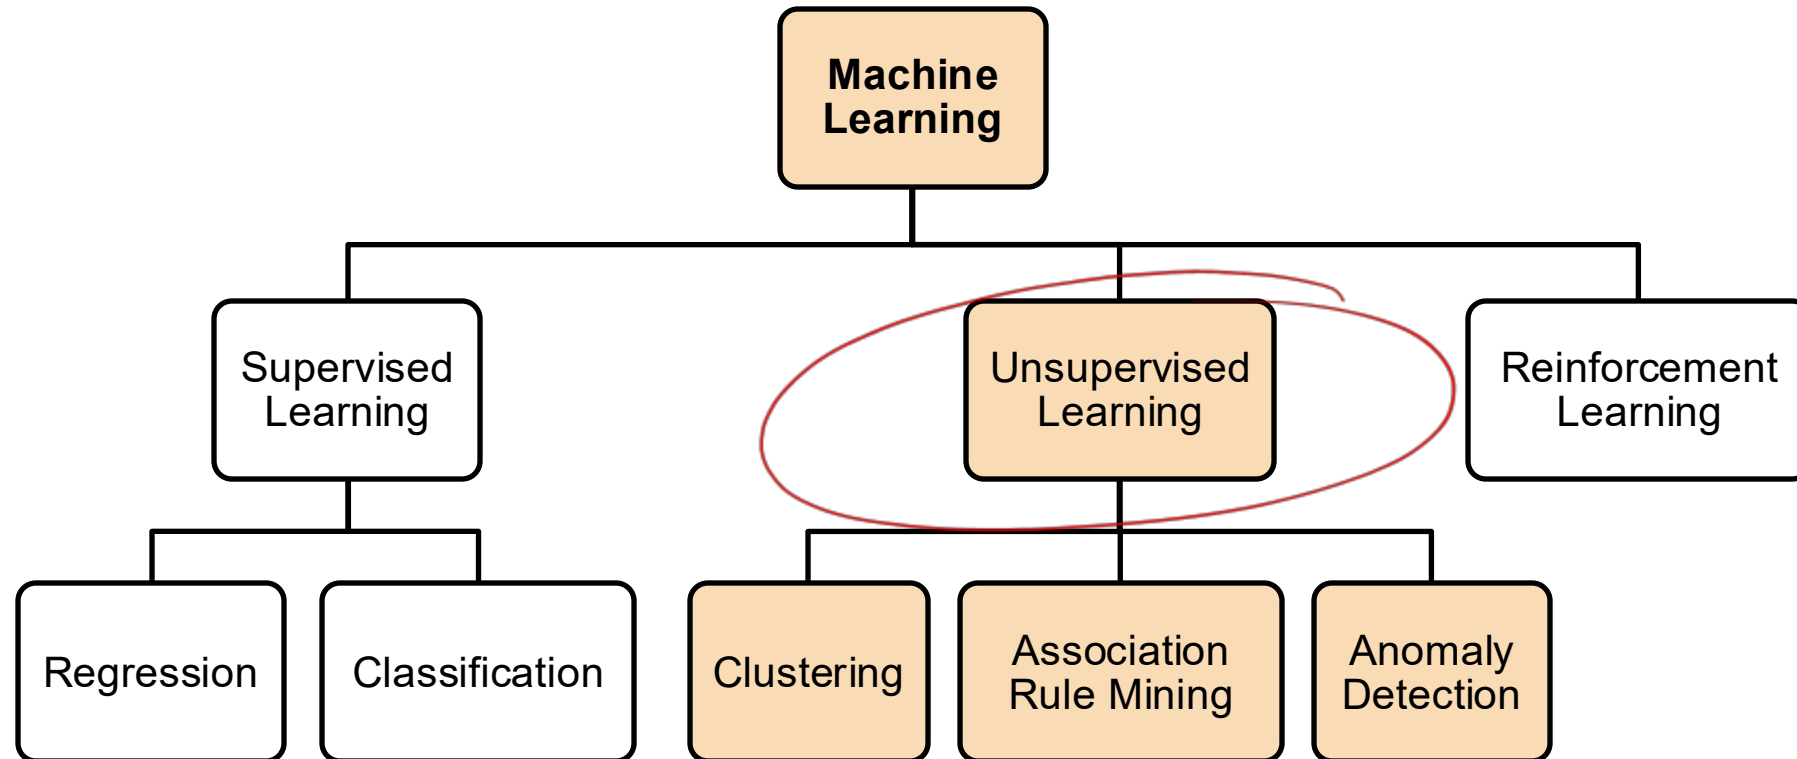 Machine
Learning
Supervised
Learning
Unsupervised
Learning
Reinforcement
Learning
Regression
Classification
Clustering
Association
Rule Mining
Anomaly
Detection